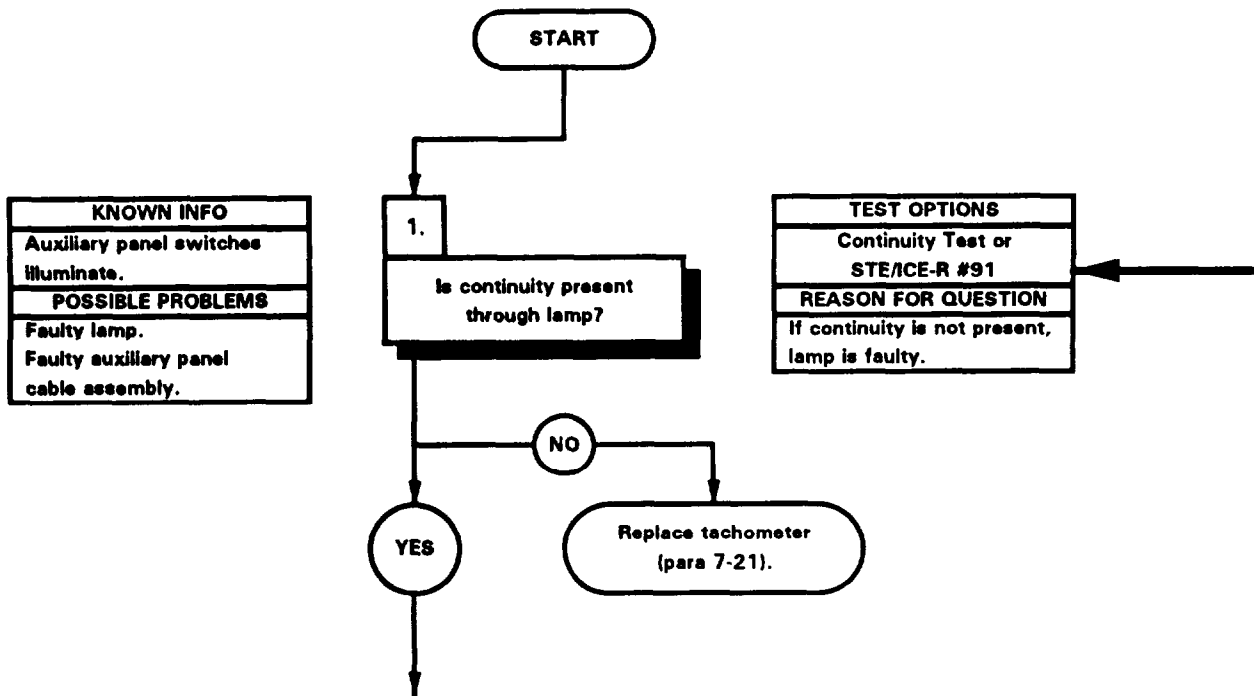 START
KNOWN INFO
Auxiliary panel switches
illuminate.
POSSIBLE PROBLEMS
Faulty lamp.
Faulty auxiliary panel
cable assembly.
1.
Is continuity present
through lamp?
TEST OPTIONS
Continuity Test or
STE/ICE-R #91
REASON FOR QUESTION
If continuity is not present,
lamp is faulty.
NO
YES
Replace tachometer
(para 7-21).